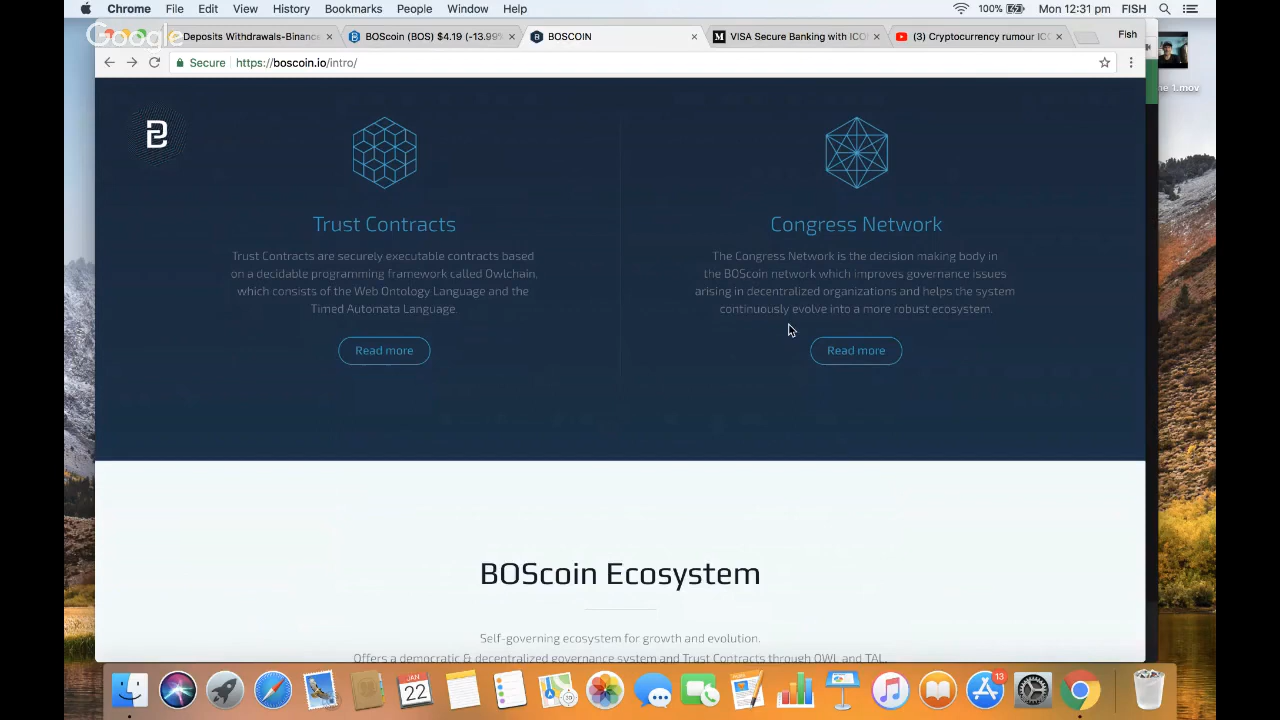 Chrome File Edit View History Bookmarks People Window Help 100% Mon 12:31 pm FISH
Google
Deposits Withdrawals-Binance BOScoin (BOS) $4.19 (-13.99% BOSCOIN VISA Secure Banking with ICO (3) Cryptocurrency rumour ICO Fish
Secure https://boscoin.io/intro/
1.mov
Trust Contracts
Trust Contracts are securely executable contracts based
on a decidable programming framework called Owlchain,
which consists of the Web Ontology Language and the
Timed Automata Language.
Read more
Congress Network
The Congress Network is the decision making body in
the BOScoin network which improves governance issues
arising in decentralized organizations and helps the system
continuously evolve into a more robust ecosystem.
Read more
BOScoin Ecosystem
Self-governing ecosystem for growth and evolution.
Offers a democratic & decentralized governance system and Trust Contracts through OWL and TAL.
JAN
22
13